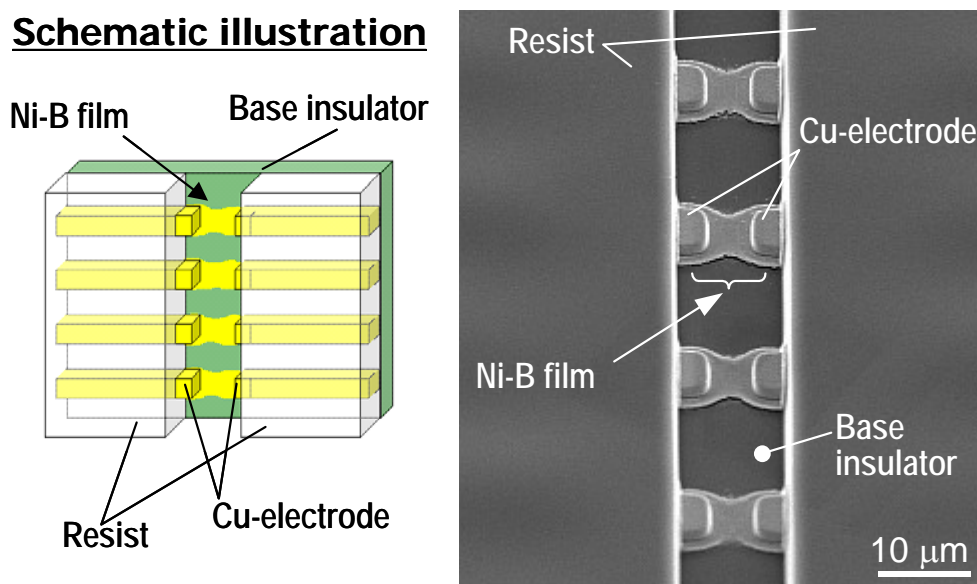 Schematic illustration
Ni-B film
Base insulator
Resist
Cu-electrode
Resist
Cu-electrode
Ni-B film
Base
insulator
10 μm